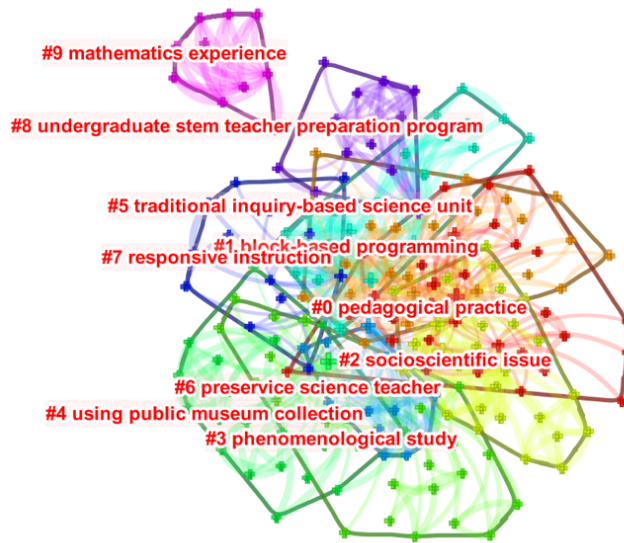 #9 mathematics experience
#8 undergraduate stem teacher preparation program
#5 traditional inquiry-based science unit
#1 block-based programming
#7 responsive instruction
#0 pedagogical practice
#2 socioscientific issue
#6 preservice science teacher
#4 using public museum collection
#3 phenomenological study